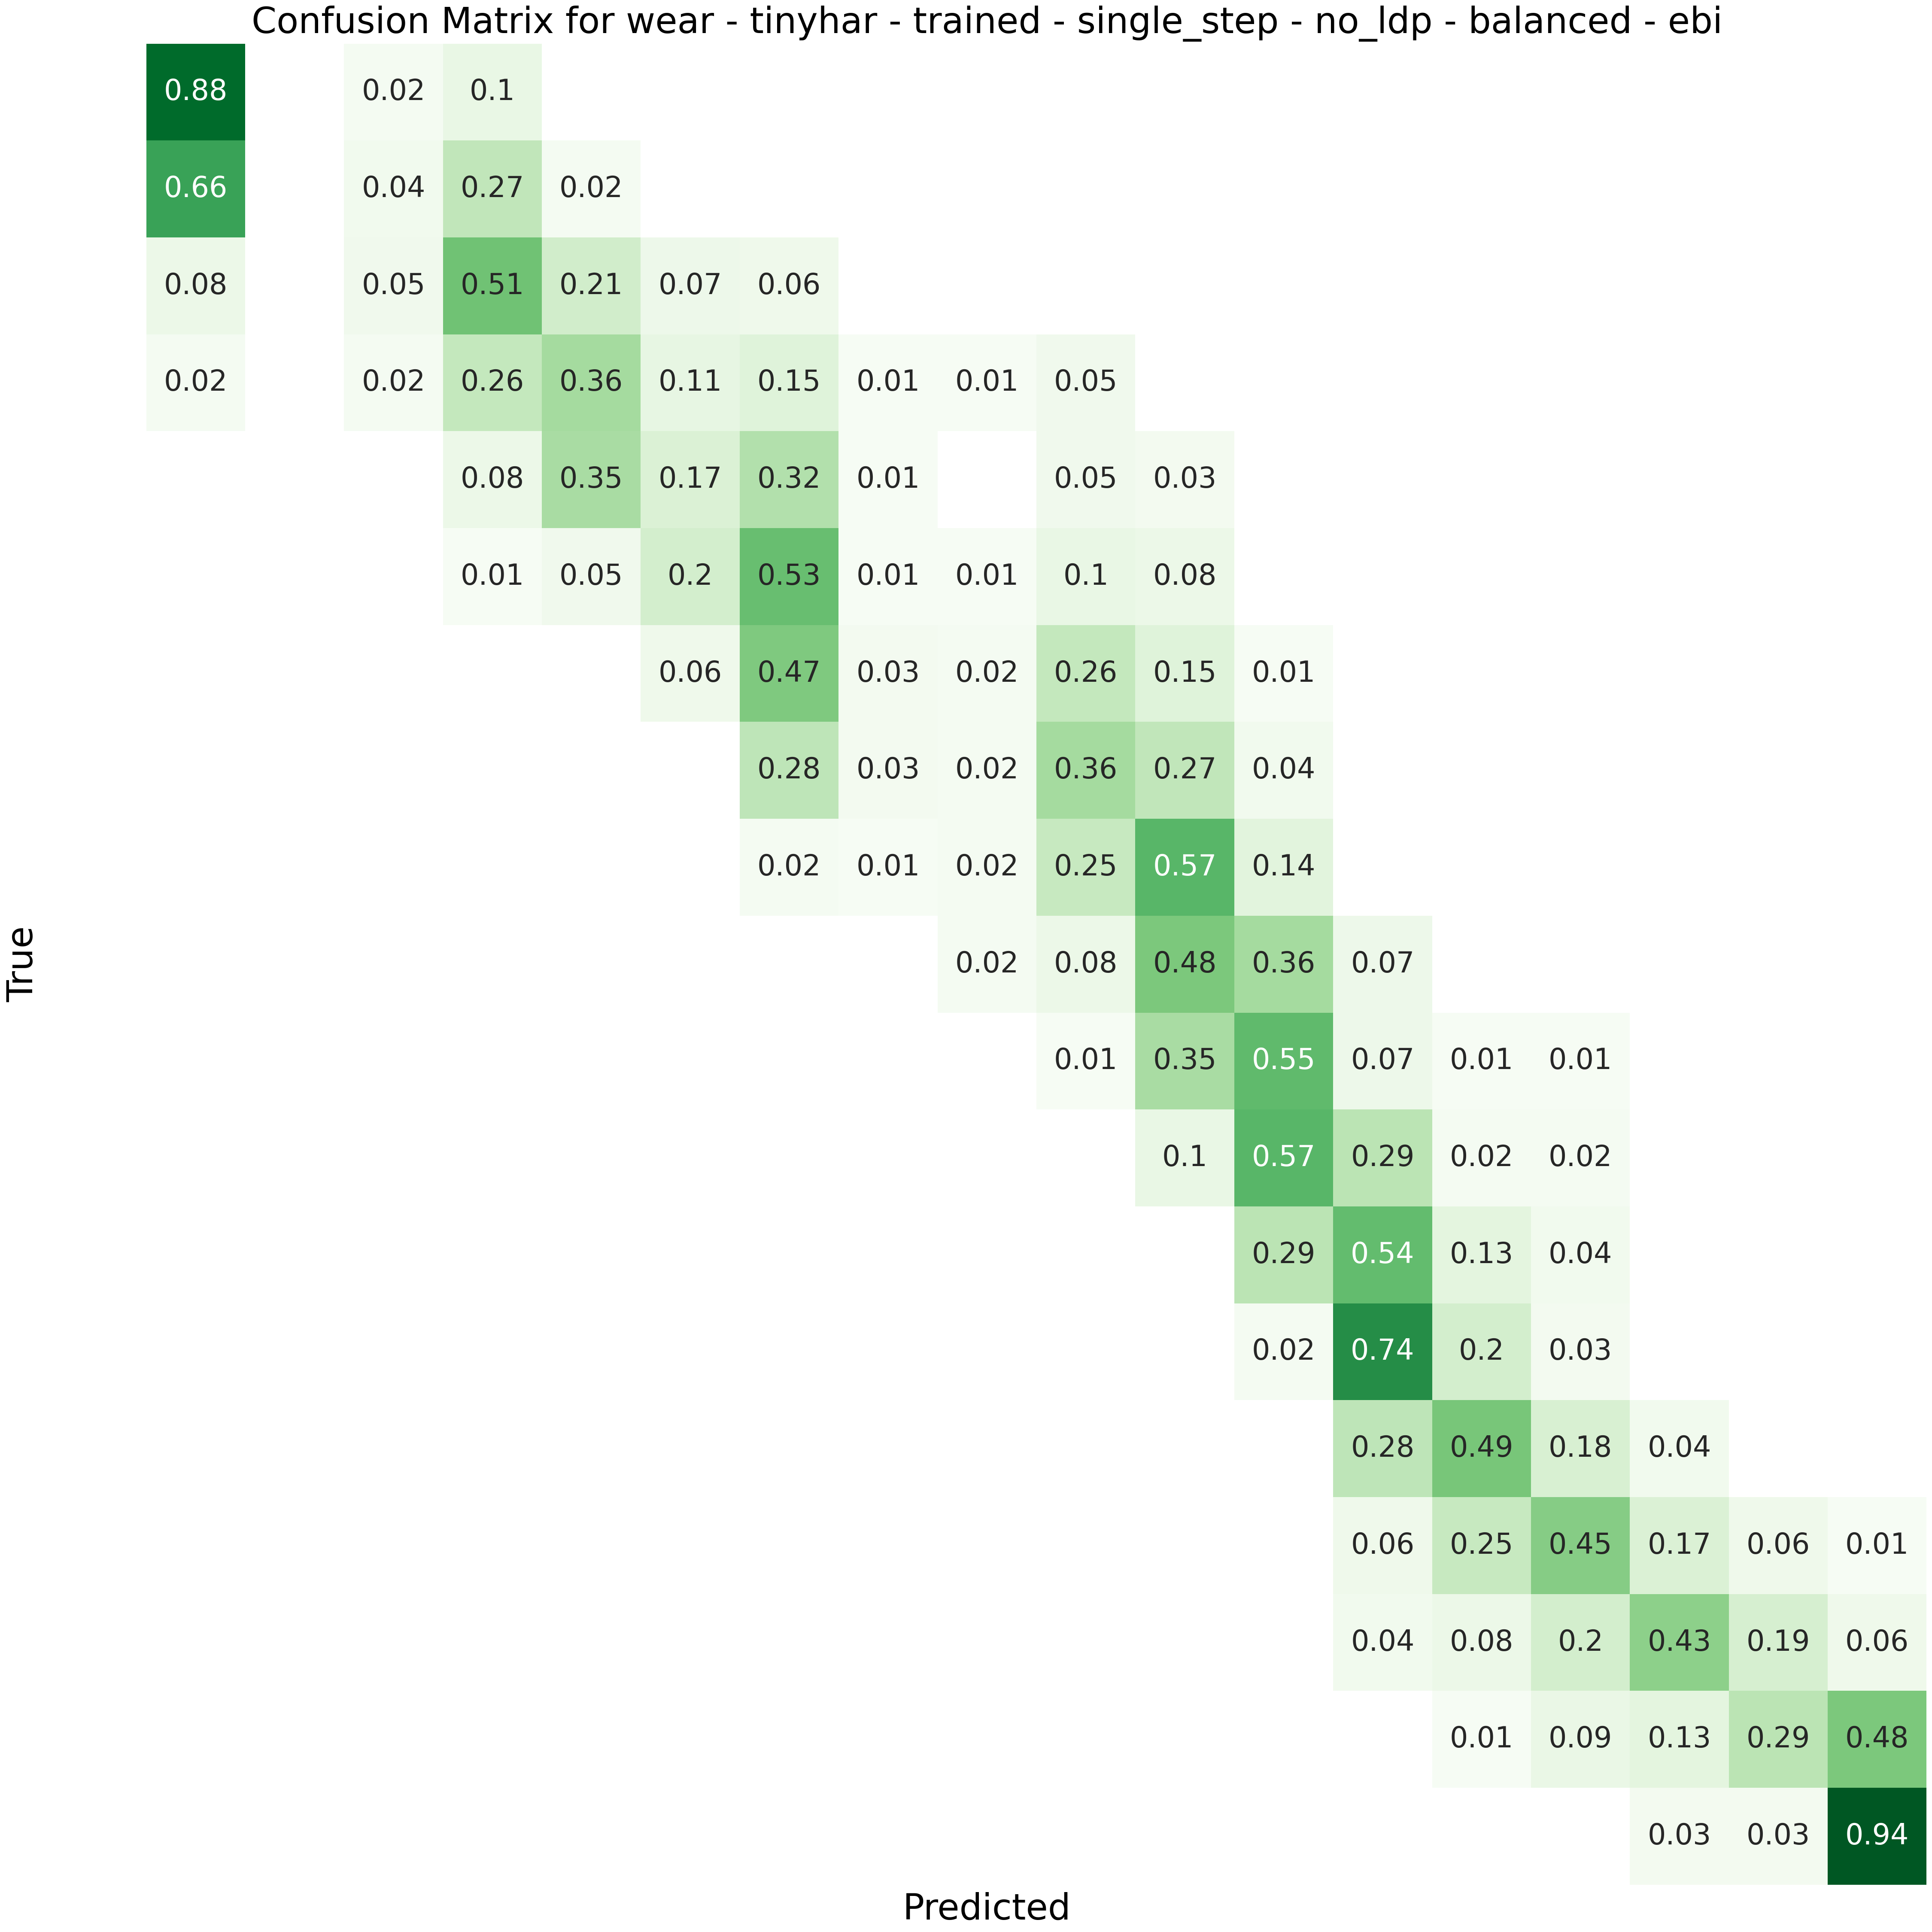 Confusion Matrix for wear - tinyhar - trained - single_step - no_ldp - balanced - ebi
0.88 0.02 0.1
0.66 0.04 0.27 0.02
0.08 0.05 0.51 0.21 0.07 0.06
0.02 0.02 0.26 0.36 0.11 0.15 0.01 0.01 0.05
0.08 0.35 0.17 0.32 0.01 0.05 0.03
0.01 0.05 0.2 0.53 0.01 0.01 0.1 0.08
0.06 0.47 0.03 0.02 0.26 0.15 0.01
0.28 0.03 0.02 0.36 0.27 0.04
0.02 0.01 0.02 0.25 0.57 0.14
True
0.02 0.08 0.48 0.36 0.07
0.01 0.35 0.55 0.07 0.01 0.01
0.1 0.57 0.29 0.02 0.02
0.29 0.54 0.13 0.04
0.02 0.74 0.2 0.03
0.28 0.49 0.18 0.04
0.06 0.25 0.45 0.17 0.06 0.01
0.04 0.08 0.2 0.43 0.19 0.06
0.01 0.09 0.13 0.29 0.48
0.03 0.03 0.94
Predicted